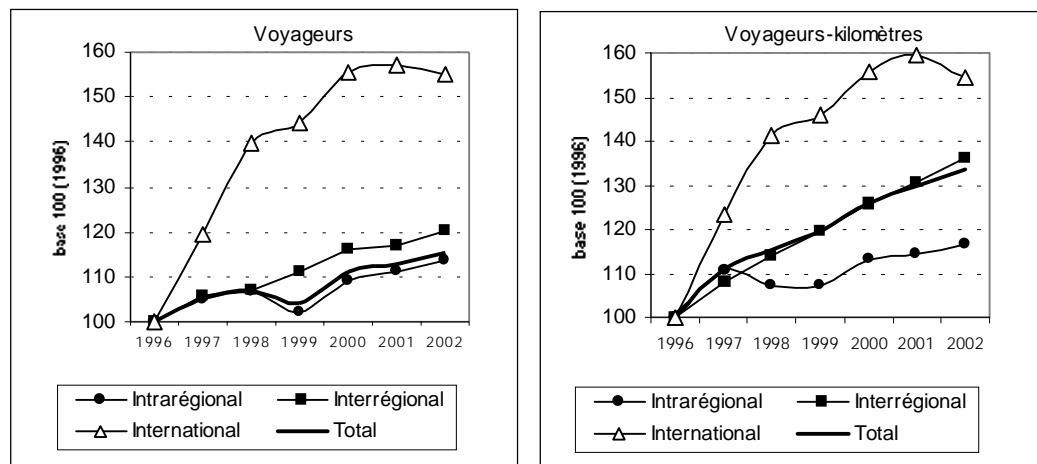 Voyageurs
base 100 (1996)
160
150
140
130
120
110
100
1996 1997 1998 1999 2000 2001 2002
Intrarégional Interrégional
International Total
Voyageurs-kilomètres
base 100 (1996)
160
150
140
130
120
110
100
1996 1997 1998 1999 2000 2001 2002
Intrarégional Interrégional
International Total